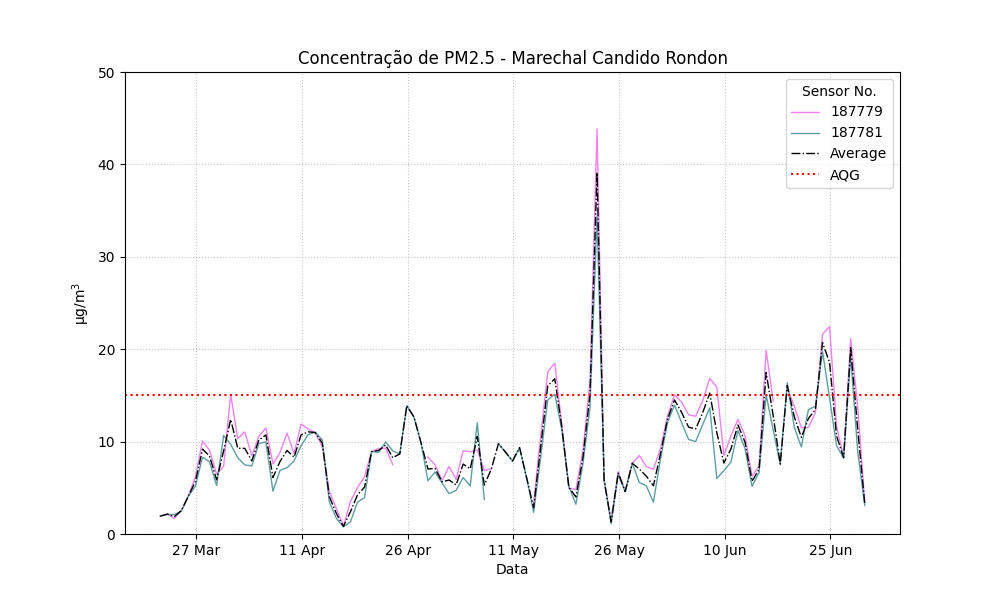 Concentração de PM2.5 - Marechal Candido Rondon
Sensor No.
187779
187781
Average
AQG
50
40
30
20
10
0
µg/m³
27 Mar
11 Apr
26 Apr
11 May
26 May
10 Jun
25 Jun
Data